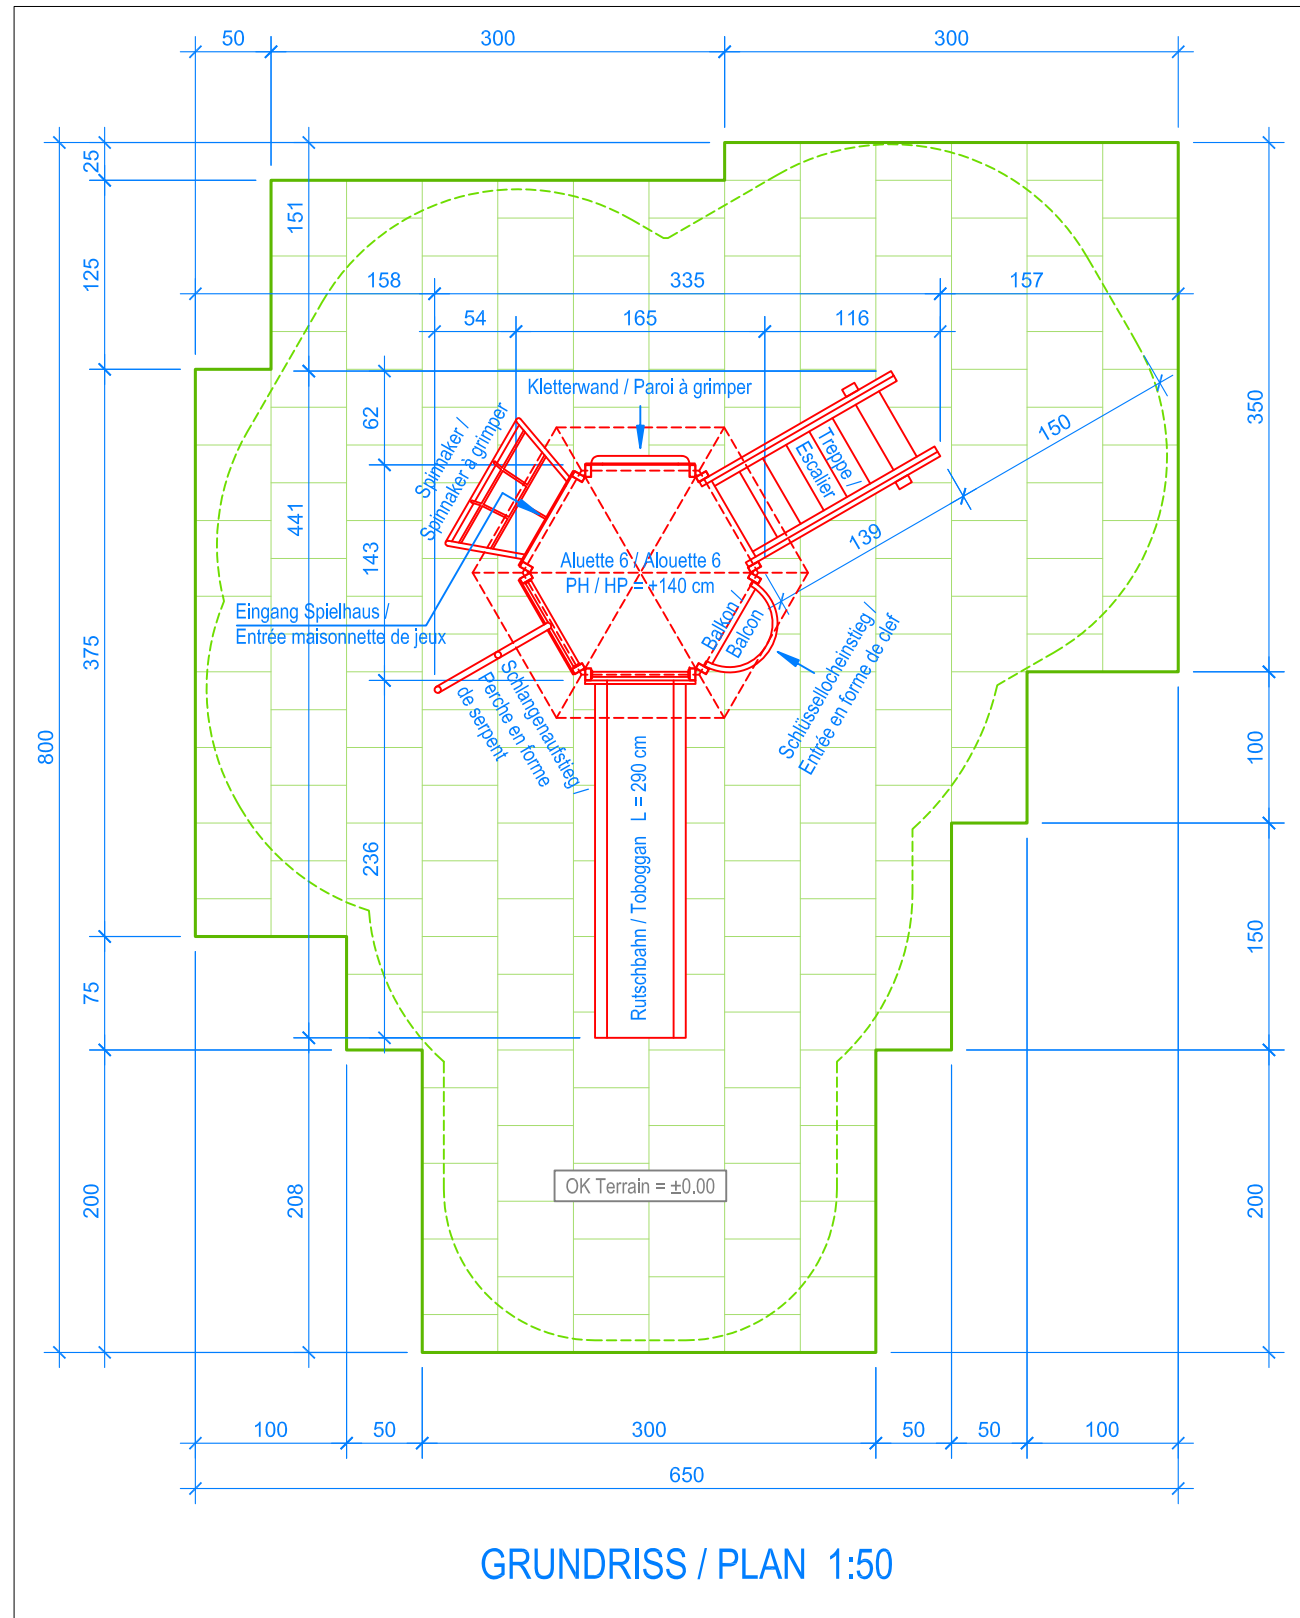 50
300
300
25
151
125
158
335
157
54
165
116
Kletterwand / Paroi à grimper
62
350
150
Spinnaker /
Spinnaker à grimper
Treppe /
Escalier
441
143
139
Aluette 6 / Alouette 6
PH / HP = +140 cm
Eingang Spielhaus /
Entrée maisonnette de jeux
Balkon /
Balcon
375
Schlüssellocheinstieg /
Entrée en forme de clef
Schlangenaufstieg /
Perche en forme
de serpent
800
100
Rutschbahn / Toboggan L = 290 cm
236
150
75
OK Terrain = ±0.00
200
208
200
100
50
300
50
50
100
650
GRUNDRISS / PLAN 1:50